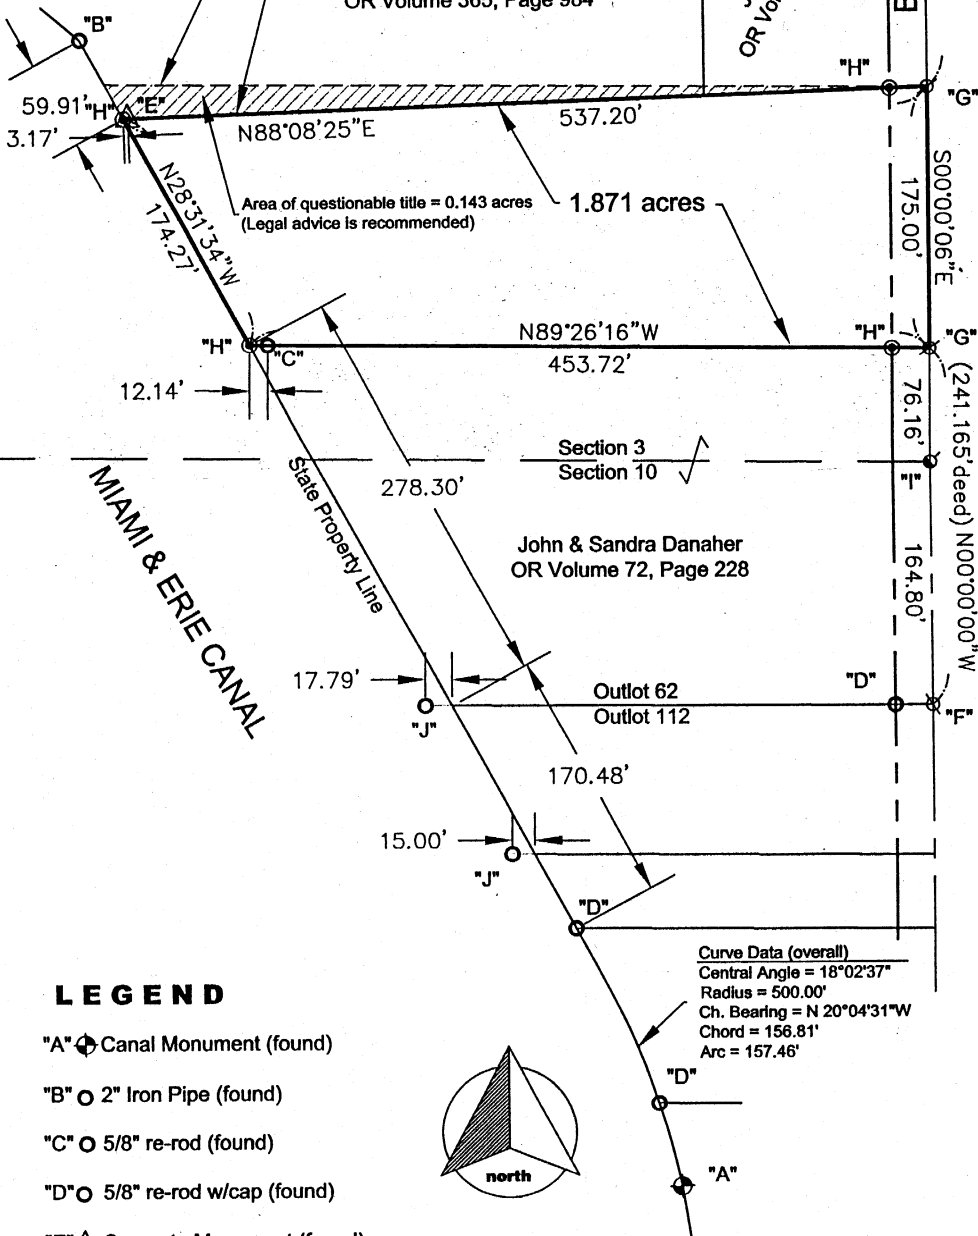 OR Volume 365, Page 984
OR Vo
B
"B"
"H"
59.91'
"H"
"E"
"G"
3.17'
N88°08'25"E
537.20'
N28°31'34"W
174.27'
Area of questionable title = 0.143 acres
(Legal advice is recommended)
1.871 acres
175.00'
S00°00'06"E
"H"
"C"
N89°26'16"W
453.72'
"H"
"G"
12.14'
76.16'
(241.165' deed) N00°00'00"W
Section 3
Section 10
"I"
MIAMI & ERIE CANAL
State Property Line
278.30'
John & Sandra Danaher
OR Volume 72, Page 228
164.80'
17.79'
"J"
Outlot 62
Outlot 112
"D"
"F"
170.48'
15.00'
"J"
"D"
Curve Data (overall)
Central Angle = 18°02'37"
Radius = 500.00'
Ch. Bearing = N 20°04'31"W
Chord = 156.81'
Arc = 157.46'
LEGEND
"A" Canal Monument (found)
"B" 2" Iron Pipe (found)
"C" 5/8" re-rod (found)
"D" 5/8" re-rod w/cap (found)
north
"D"
"A"